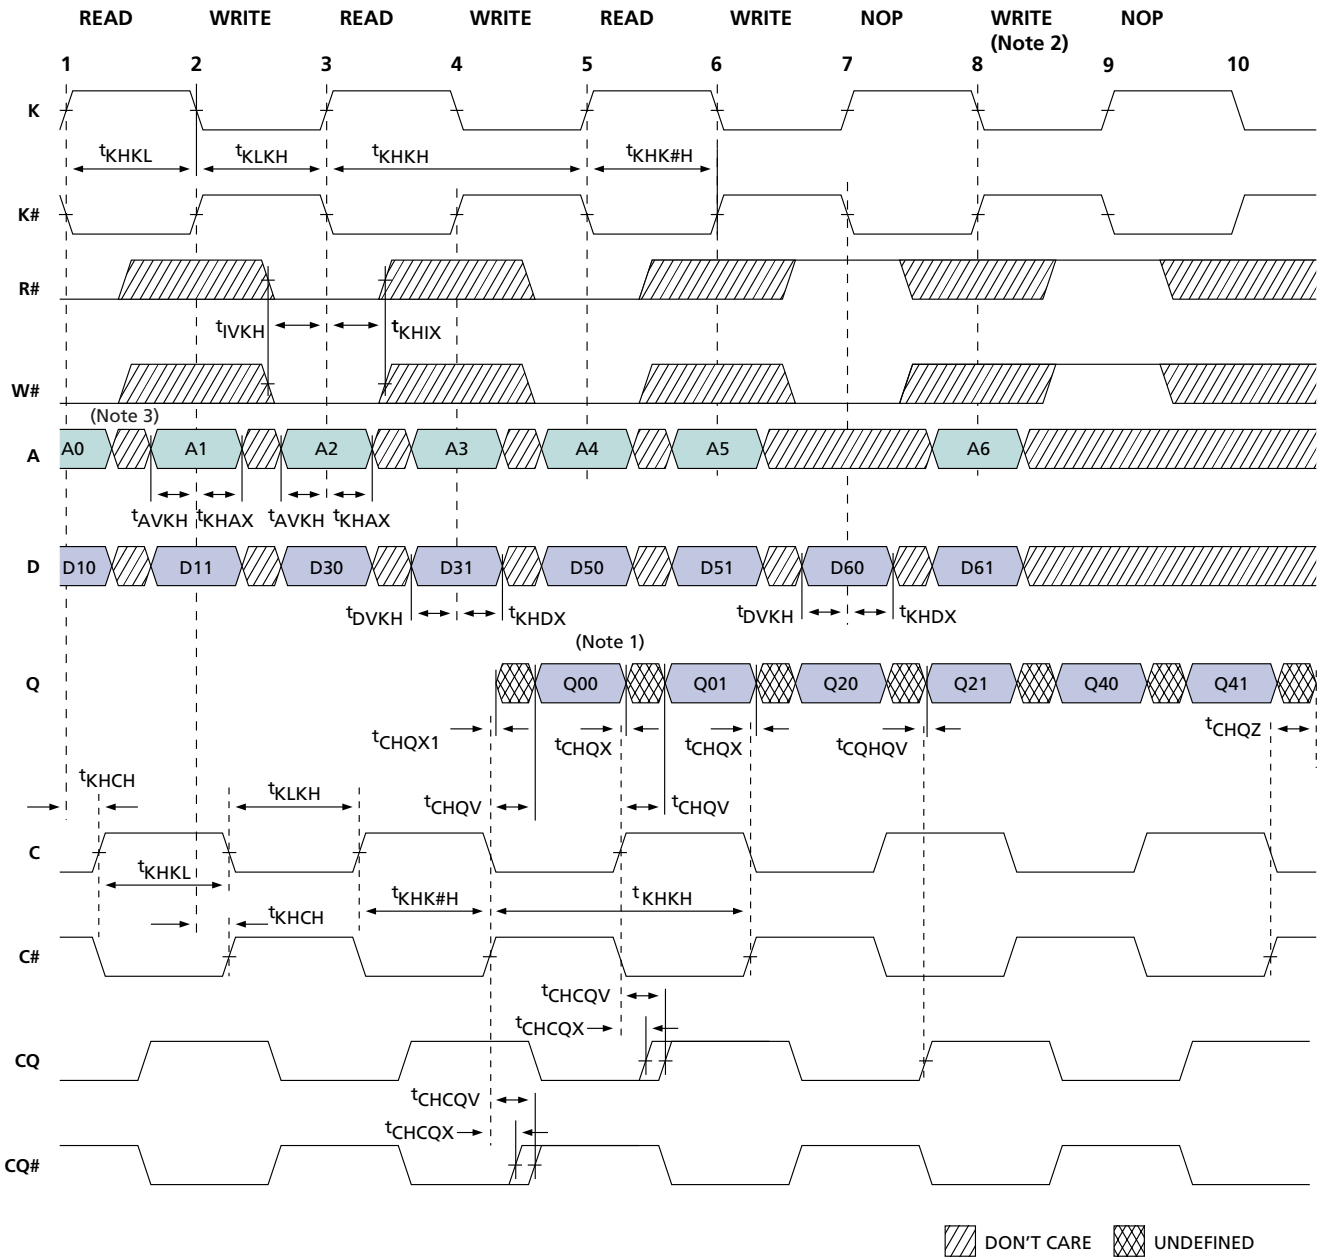 READ WRITE READ WRITE READ WRITE NOP WRITE NOP
(Note 2)
1 2 3 4 5 6 7 8 9 10
K
tKHKL tKLKH tKHKH tKHK#H
K#
R#
tIVKH tKHIX
W#
(Note 3)
A A0 A1 A2 A3 A4 A5 A6
tAVKH tKHAX tAVKH tKHAX
D D10 D11 D30 D31 D50 D51 D60 D61
tDVKH tKHDX tDVKH tKHDX
(Note 1)
Q Q00 Q01 Q20 Q21 Q40 Q41
tCHQX1 tCHQX tCHQX tCQHQV tCHQZ
tKHCH tKLKH tCHQV tCHQV
C
tKHKL tKHK#H tKHKH
tKHCH
C#
tCHCQV
tCHCQX
CQ
tCHCQV
tCHCQX
CQ#
DON'T CARE UNDEFINED